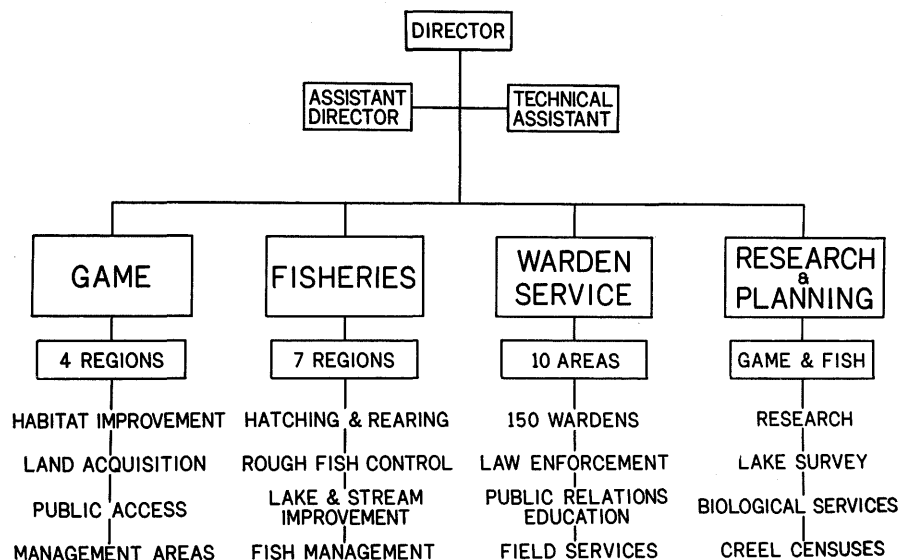 DIRECTOR
ASSISTANT
DIRECTOR
TECHNICAL
ASSISTANT
GAME
4 REGIONS
HABITAT IMPROVEMENT
LAND ACQUISITION
PUBLIC ACCESS
MANAGEMENT AREAS
FISHERIES
7 REGIONS
HATCHING & REARING
ROUGH FISH CONTROL
LAKE & STREAM
IMPROVEMENT
FISH MANAGEMENT
WARDEN
SERVICE
10 AREAS
150 WARDENS
LAW ENFORCEMENT
PUBLIC RELATIONS
EDUCATION
FIELD SERVICES
RESEARCH
&
PLANNING
GAME & FISH
RESEARCH
LAKE SURVEY
BIOLOGICAL SERVICES
CREEL CENSUSES